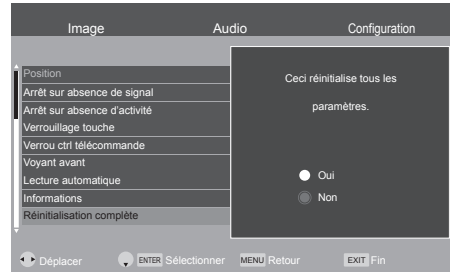 Image Audio Configuration
Position
Arrêt sur absence de signal
Arrêt sur absence d'activité
Verrouillage touche
Verrou ctrl télécommande
Voyant avant
Lecture automatique
Informations
Réinitialisation complète
Ceci réinitialise tous les
paramètres.
Oui
Non
Déplacer ENTER Sélectionner MENU Retour EXIT Fin